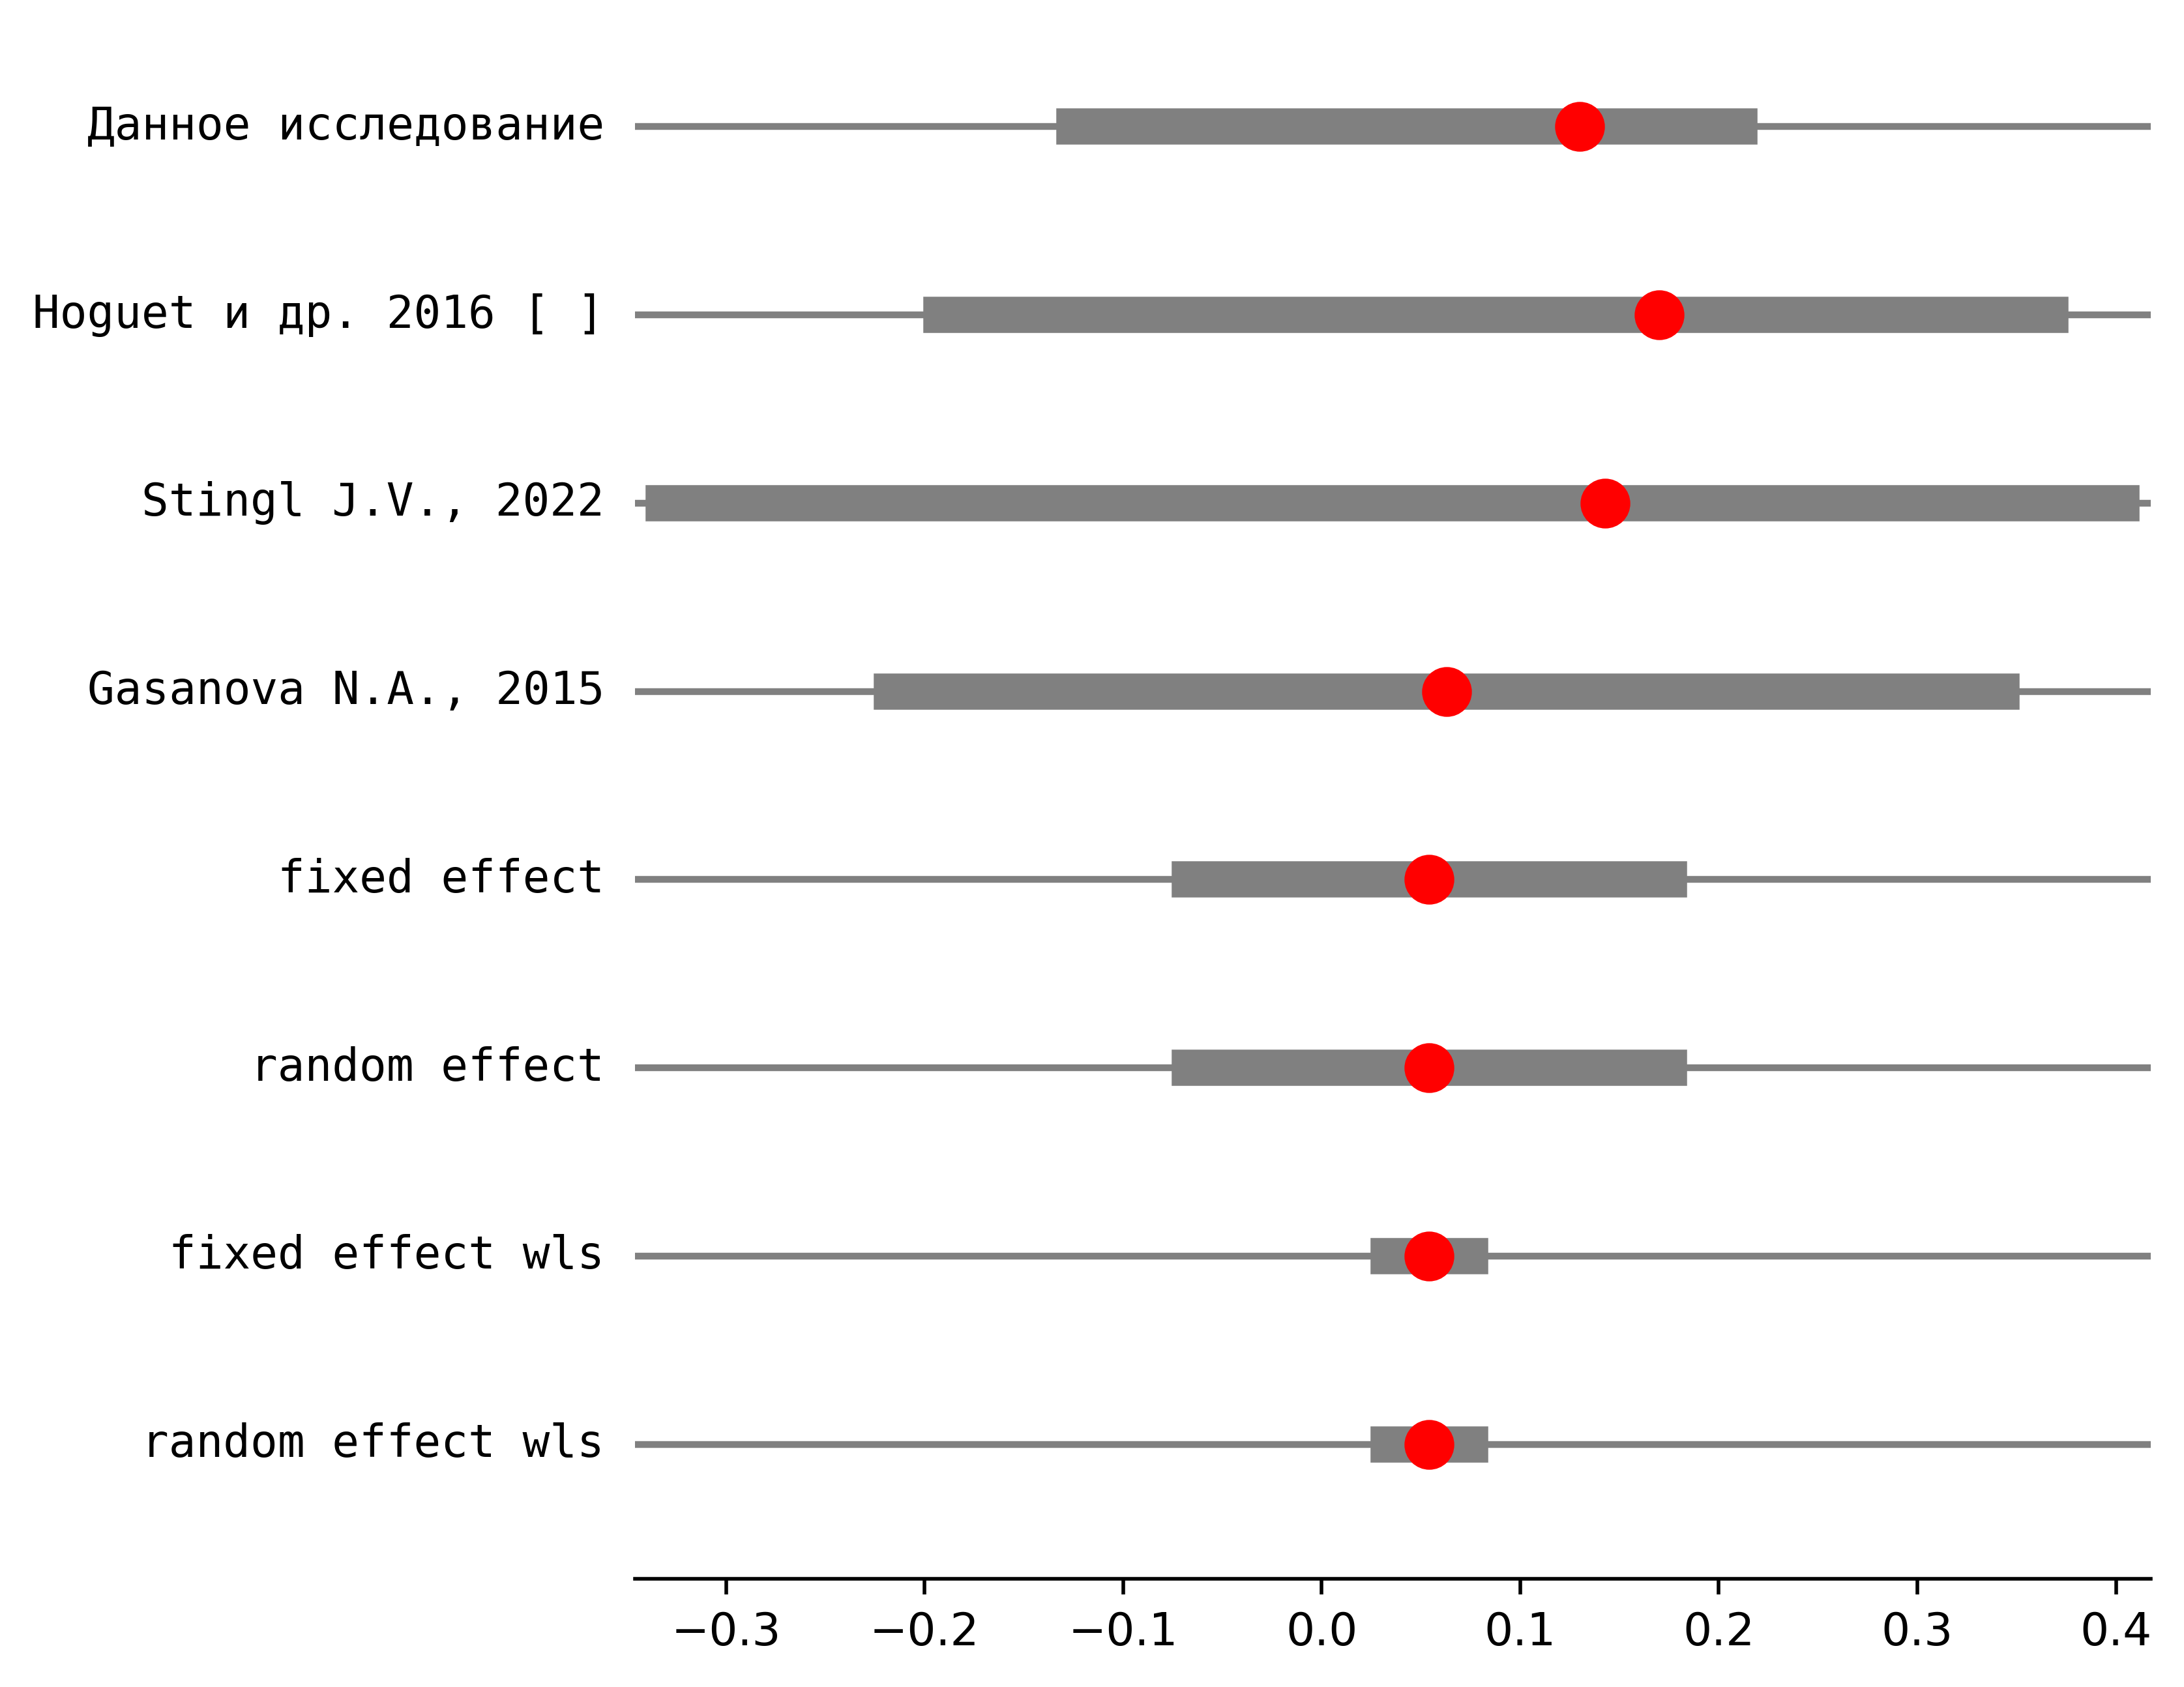 Данное исследование
Hoguet и др. 2016 [ ]
Stingl J.V., 2022
Gasanova N.A., 2015
fixed effect
random effect
fixed effect wls
random effect wls
−0.3 −0.2 −0.1 0.0 0.1 0.2 0.3 0.4